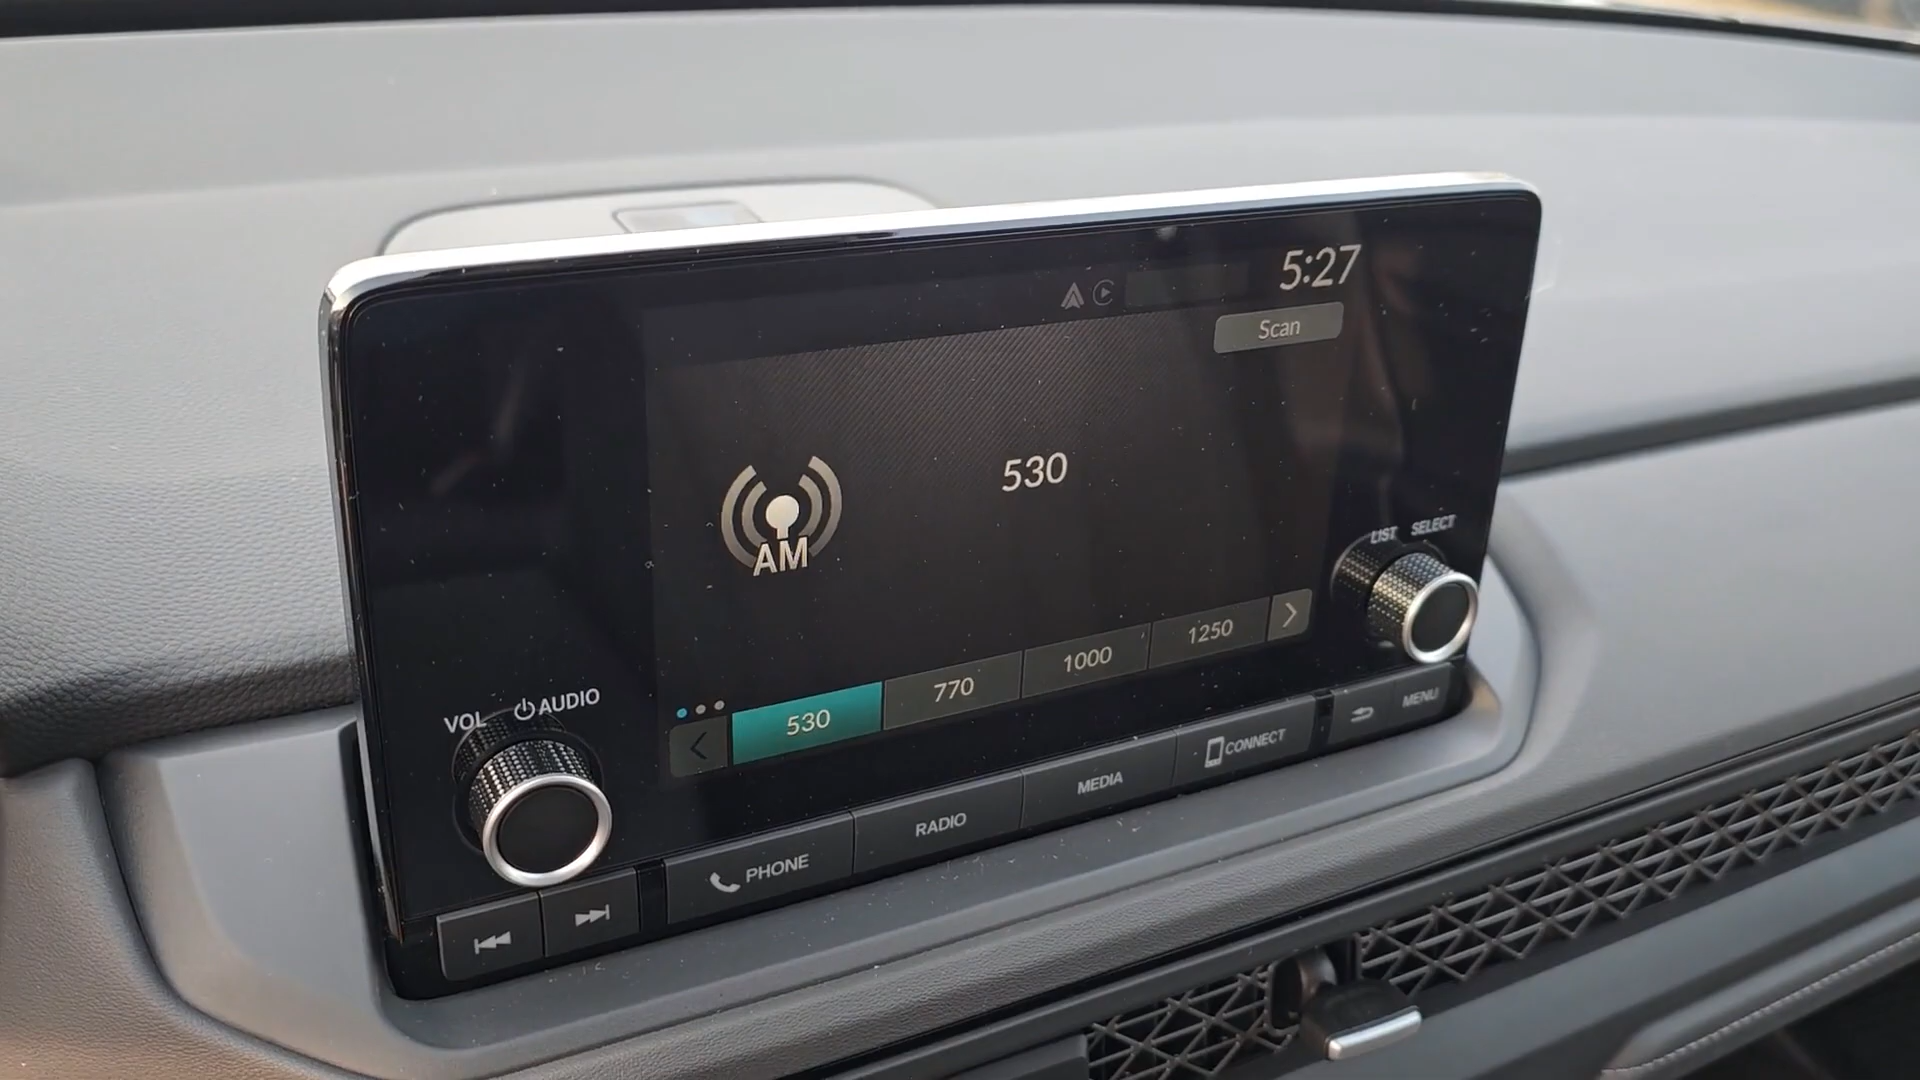 5:27
Scan
530
AM
LIST SELECT
530 770 1000 1250
VOL AUDIO
PHONE RADIO MEDIA CONNECT MENU